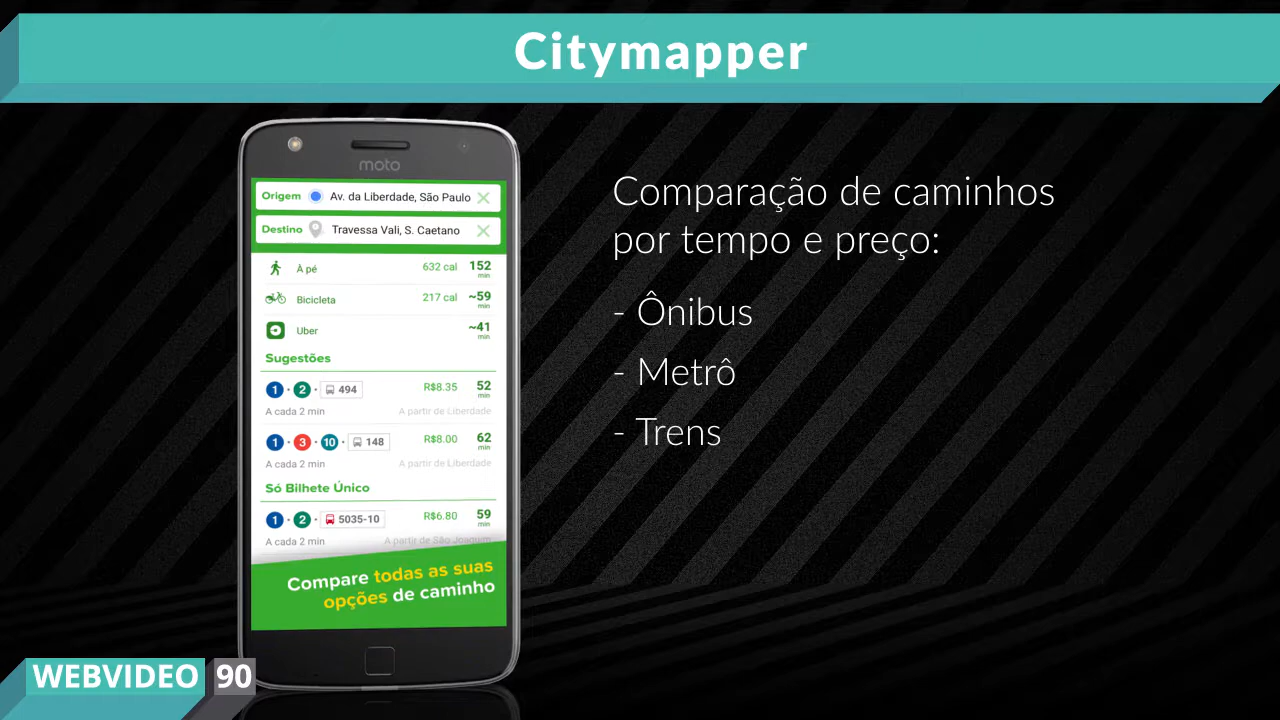 Citymapper
moto
Origem Av. da Liberdade, São Paulo
Destino Travessa Vali, S. Caetano
À pé 632 cal 152 min
Bicicleta 217 cal ~59 min
Uber ~41 min
Sugestões
1 · 2 · 494 R$8.35 52 min
A cada 2 min A partir de Liberdade
1 · 3 · 10 · 148 R$8.00 62 min
A cada 2 min A partir de Liberdade
Só Bilhete Único
1 · 2 · 5035-10 R$6.80 59 min
A cada 2 min A partir de São Joaquim
Compare todas as suas
opções de caminho
Comparação de caminhos
por tempo e preço:
- Ônibus
- Metrô
- Trens
WEBVIDEO 90